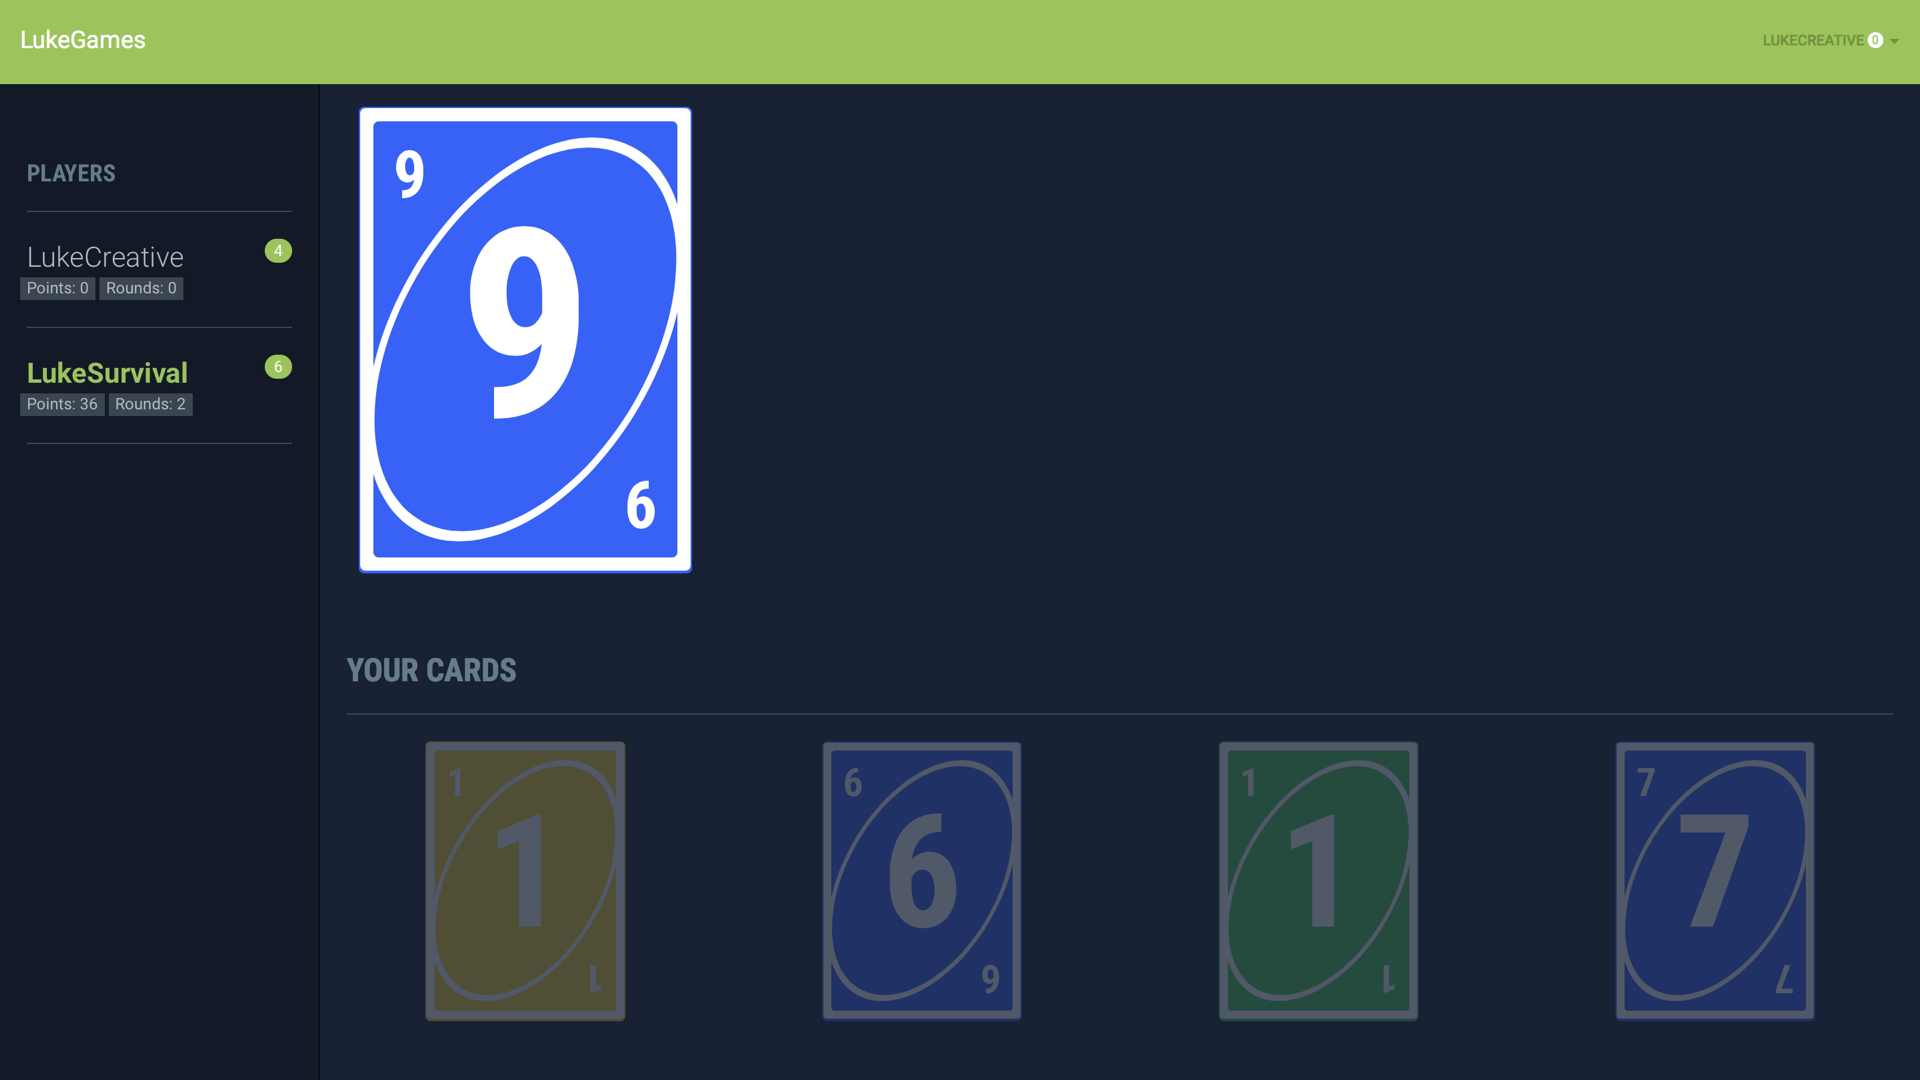 LukeGames
LUKECREATIVE 0
PLAYERS
LukeCreative 4
Points: 0 Rounds: 0
LukeSurvival 6
Points: 36 Rounds: 2
9
9
9
YOUR CARDS
1 6 1 7
1 6 1 7
1 6 1 7